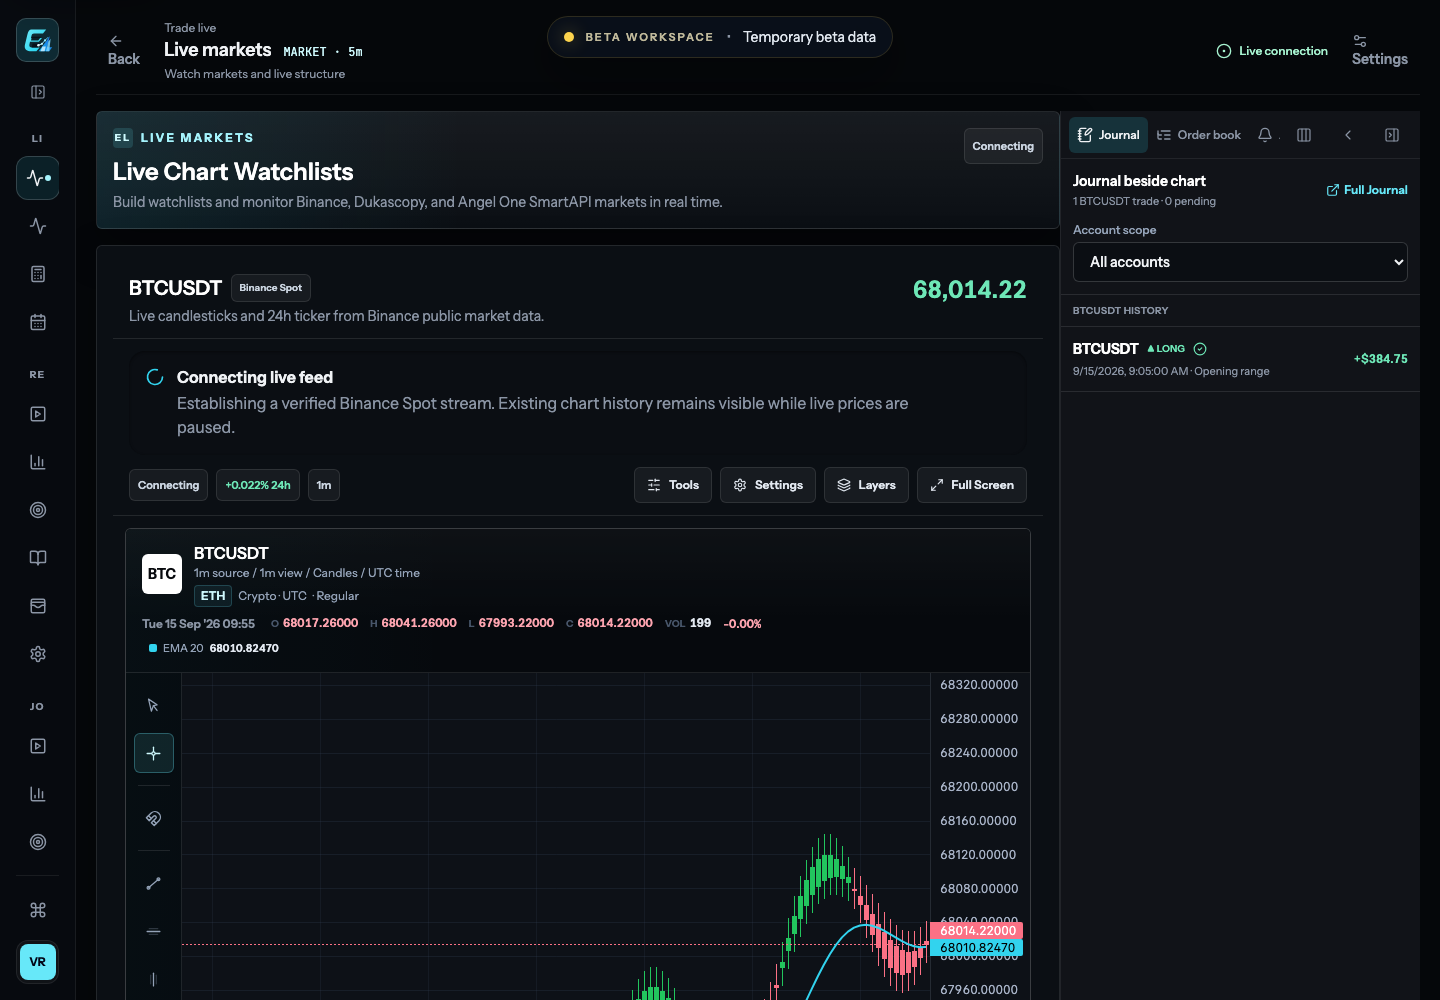 Back
Trade live
Live markets MARKET · 5m
Watch markets and live structure
BETA WORKSPACE · Temporary beta data
Live connection
Settings
LI
RE
JO
VR
EL LIVE MARKETS
Live Chart Watchlists
Build watchlists and monitor Binance, Dukascopy, and Angel One SmartAPI markets in real time.
Connecting
BTCUSDT Binance Spot
68,014.22
Live candlesticks and 24h ticker from Binance public market data.
Connecting live feed
Establishing a verified Binance Spot stream. Existing chart history remains visible while live prices are
paused.
Connecting +0.022% 24h 1m
Tools Settings Layers Full Screen
BTC
BTCUSDT
1m source / 1m view / Candles / UTC time
ETH Crypto · UTC · Regular
Tue 15 Sep '26 09:55 O 68017.26000 H 68041.26000 L 67993.22000 C 68014.22000 VOL 199 -0.00%
EMA 20 68010.82470
68320.00000
68280.00000
68240.00000
68200.00000
68160.00000
68120.00000
68080.00000
68040.00000
68014.22000
68010.82470
68000.00000
67960.00000
Journal Order book
Journal beside chart
1 BTCUSDT trade · 0 pending
Full Journal
Account scope
All accounts
BTCUSDT HISTORY
BTCUSDT LONG
9/15/2026, 9:05:00 AM · Opening range
+$384.75